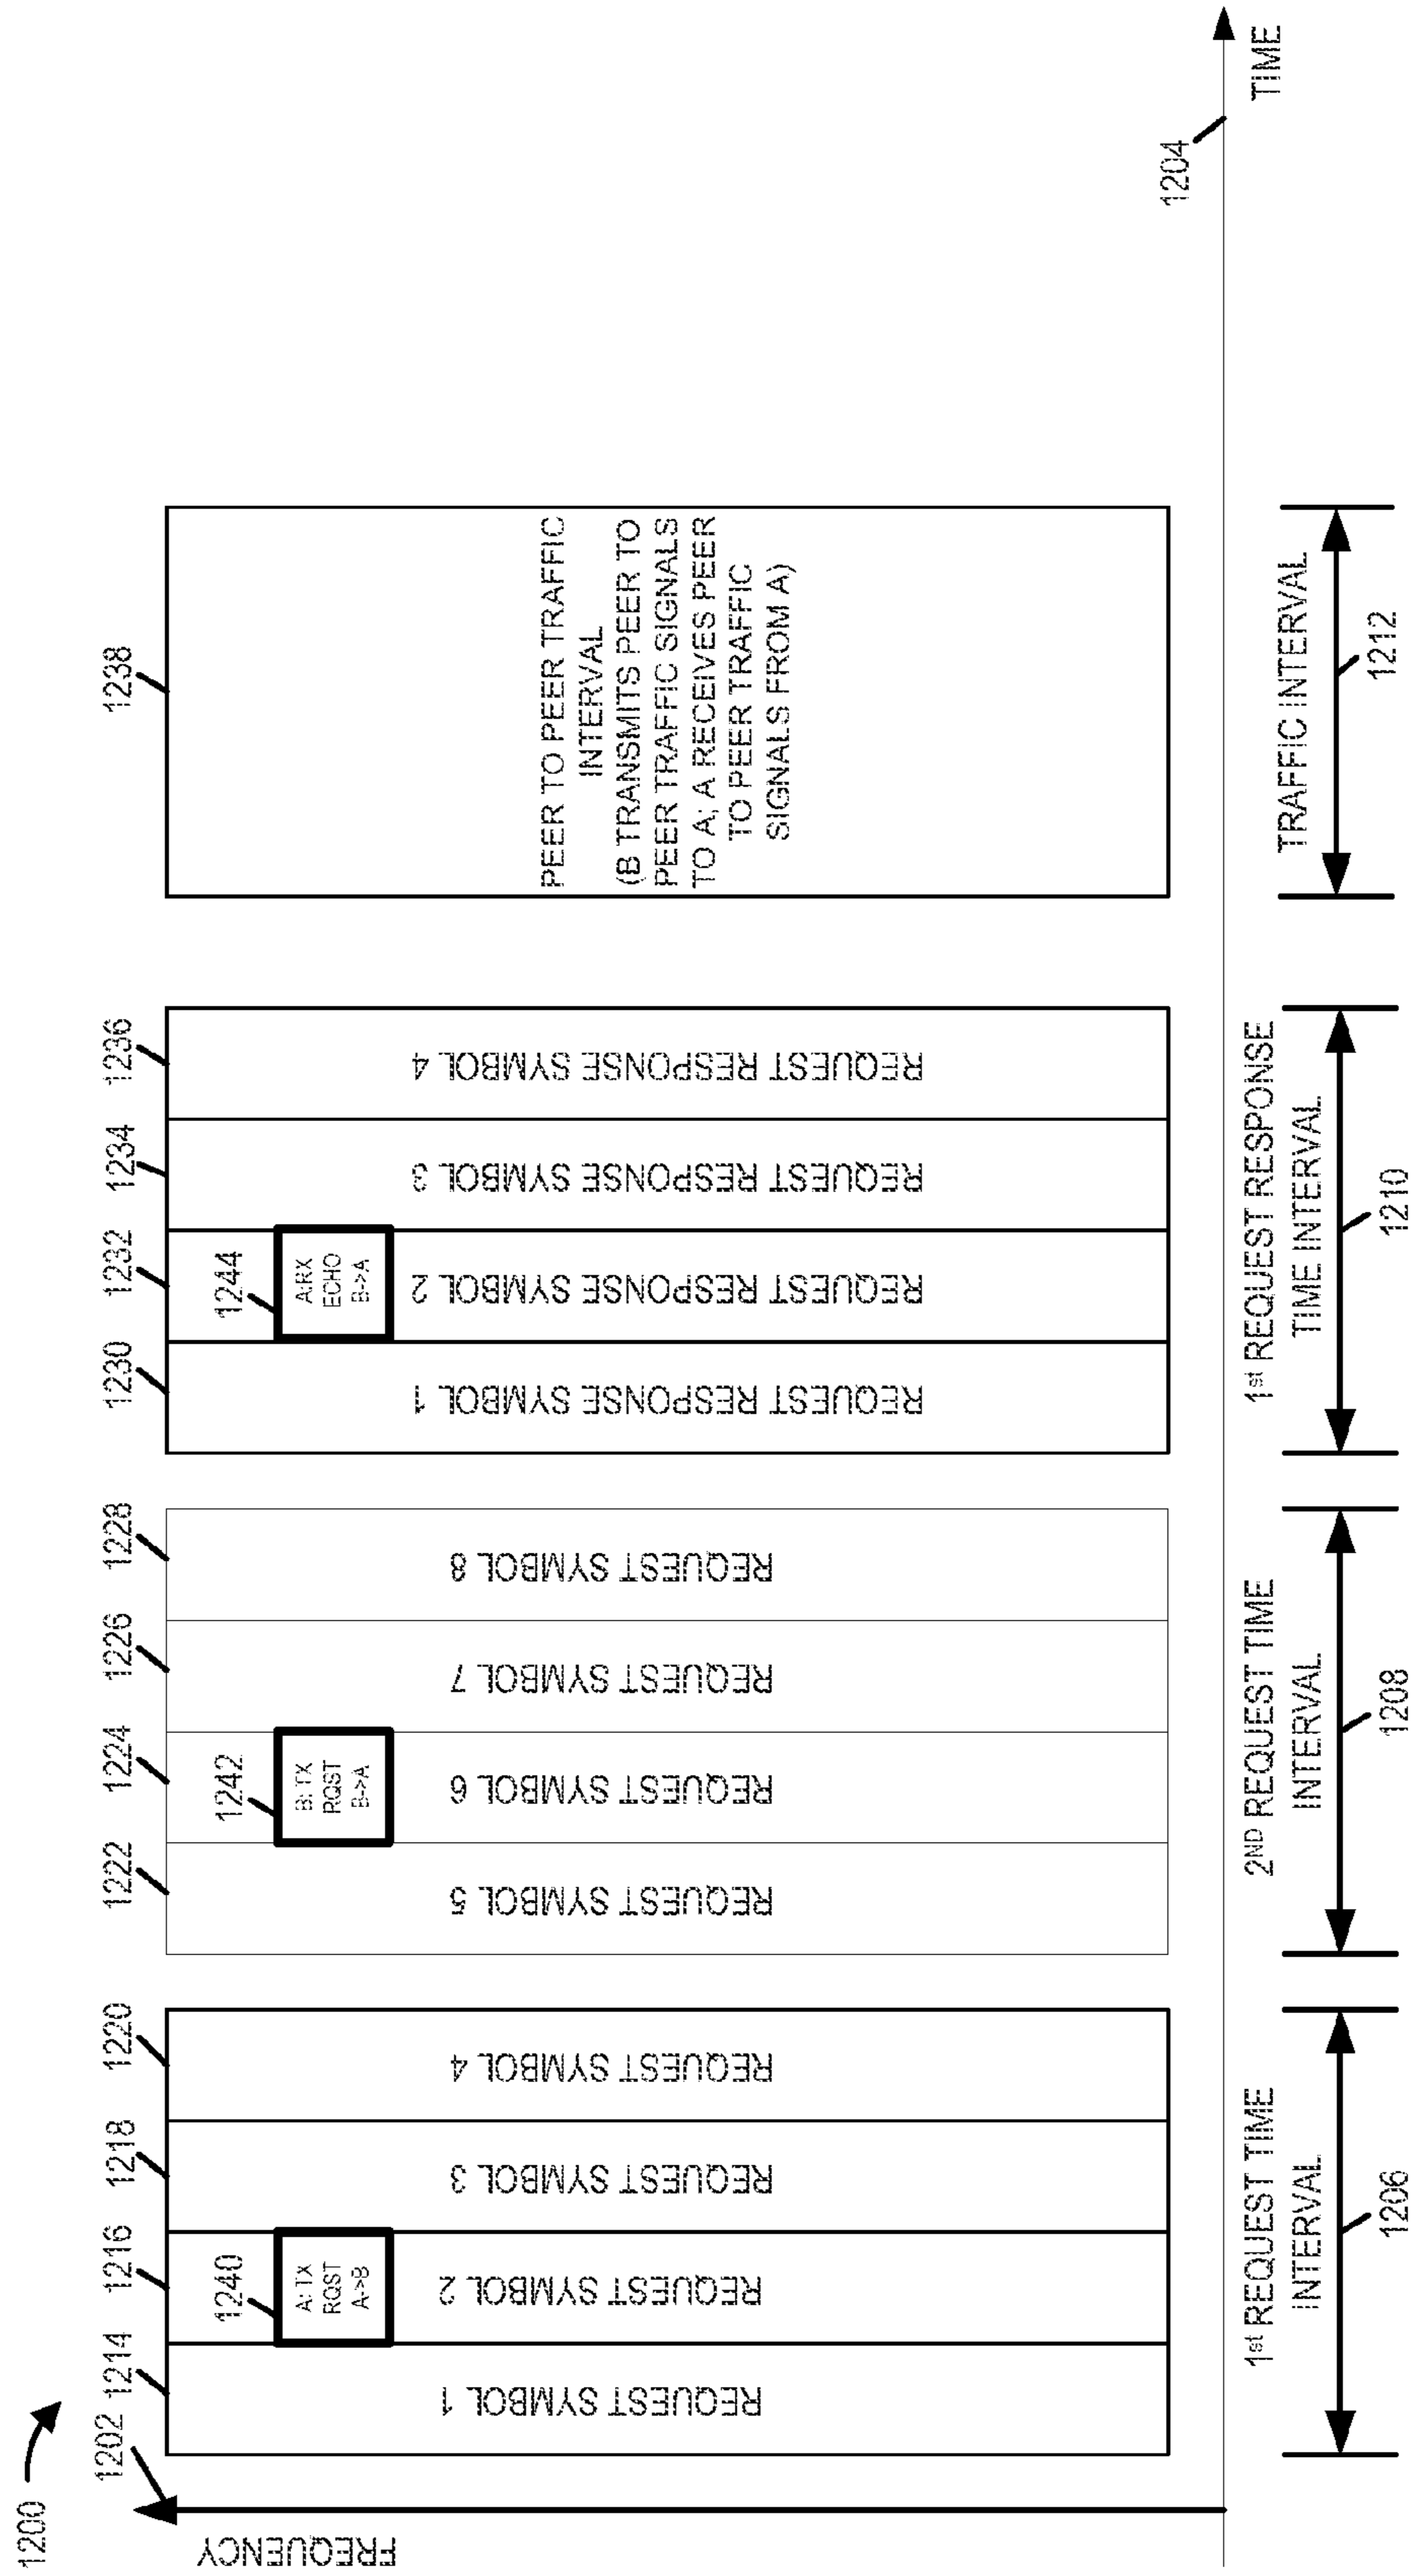 1200
1202
FREQUENCY
1214
1216
1218
1220
1222
1224
1226
1228
1230
1232
1234
1236
1238
1240
A: TX
RQST
A->B
1242
B: TX
RQST
B->A
1244
A:RX
ECHO
B->A
REQUEST SYMBOL 1
REQUEST SYMBOL 2
REQUEST SYMBOL 3
REQUEST SYMBOL 4
REQUEST SYMBOL 5
REQUEST SYMBOL 6
REQUEST SYMBOL 7
REQUEST SYMBOL 8
REQUEST RESPONSE SYMBOL 1
REQUEST RESPONSE SYMBOL 2
REQUEST RESPONSE SYMBOL 3
REQUEST RESPONSE SYMBOL 4
PEER TO PEER TRAFFIC
INTERVAL
(B TRANSMITS PEER TO
PEER TRAFFIC SIGNALS
TO A; A RECEIVES PEER
TO PEER TRAFFIC
SIGNALS FROM A)
1204
TIME
1st REQUEST TIME
INTERVAL
1206
2ND REQUEST TIME
INTERVAL
1208
1st REQUEST RESPONSE
TIME INTERVAL
1210
TRAFFIC INTERVAL
1212